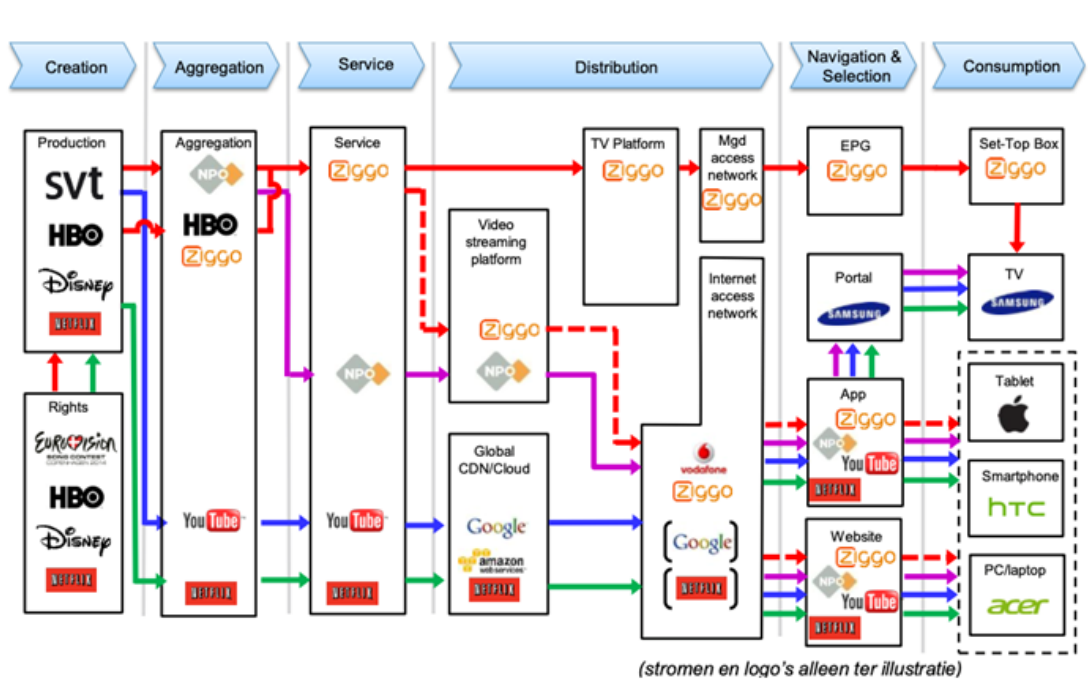 Creation
Aggregation
Service
Distribution
Navigation &
Selection
Consumption
Production
svt
HBO
Disney
NETFLIX
Rights
EUROVISION
SONG CONTEST
COPENHAGEN 2014
HBO
Disney
NETFLIX
Aggregation
NPO
HBO
Ziggo
YouTube
NETFLIX
Service
Ziggo
NPO
YouTube
NETFLIX
Video
streaming
platform
Ziggo
NPO
Global
CDN/Cloud
Google
amazon
web services
NETFLIX
TV Platform
Ziggo
Mgd
access
network
Ziggo
Internet
access
network
vodafone
Ziggo
Google
NETFLIX
EPG
Ziggo
Portal
SAMSUNG
App
Ziggo
NPO
YouTube
NETFLIX
Website
Ziggo
NPO
YouTube
NETFLIX
Set-Top Box
Ziggo
TV
SAMSUNG
Tablet
Smartphone
hTC
PC/laptop
acer
(stromen en logo's alleen ter illustratie)